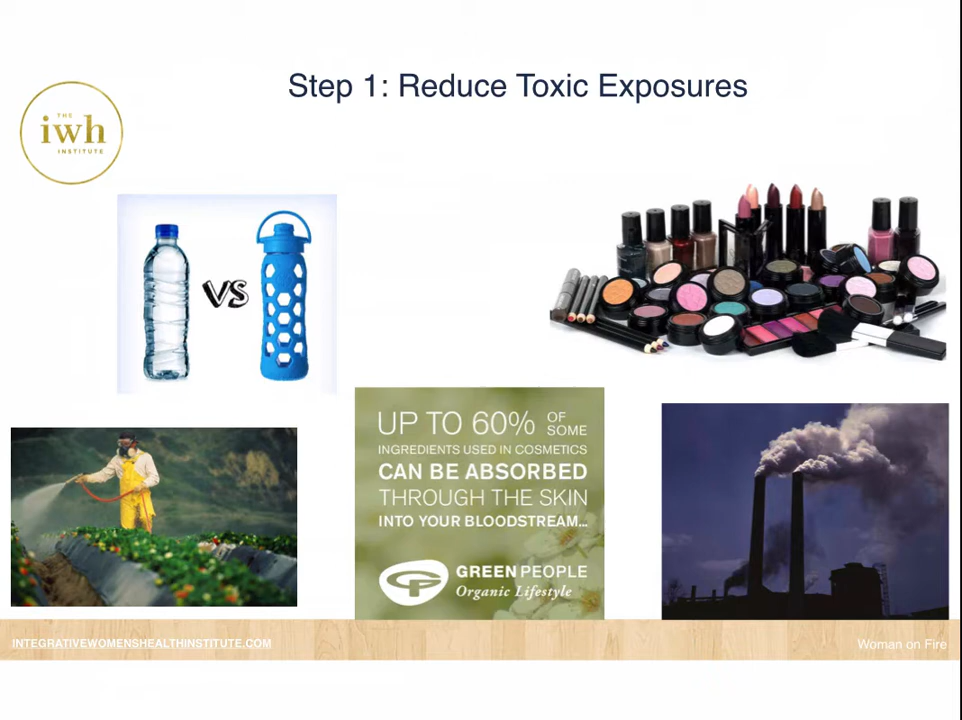 Step 1: Reduce Toxic Exposures
THE
iwh
INSTITUTE
VS
UP TO 60% OF SOME
INGREDIENTS USED IN COSMETICS
CAN BE ABSORBED
THROUGH THE SKIN
INTO YOUR BLOODSTREAM...
GREEN PEOPLE
Organic Lifestyle
INTEGRATIVEWOMENSHEALTHINSTITUTE.COM
Woman on Fire